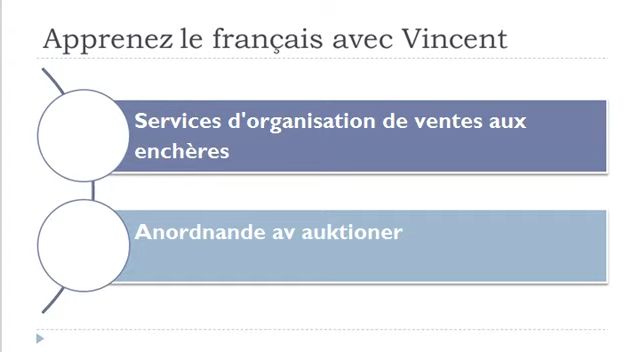 Apprenez le français avec Vincent
Services d'organisation de ventes aux
enchères
Anordnande av auktioner